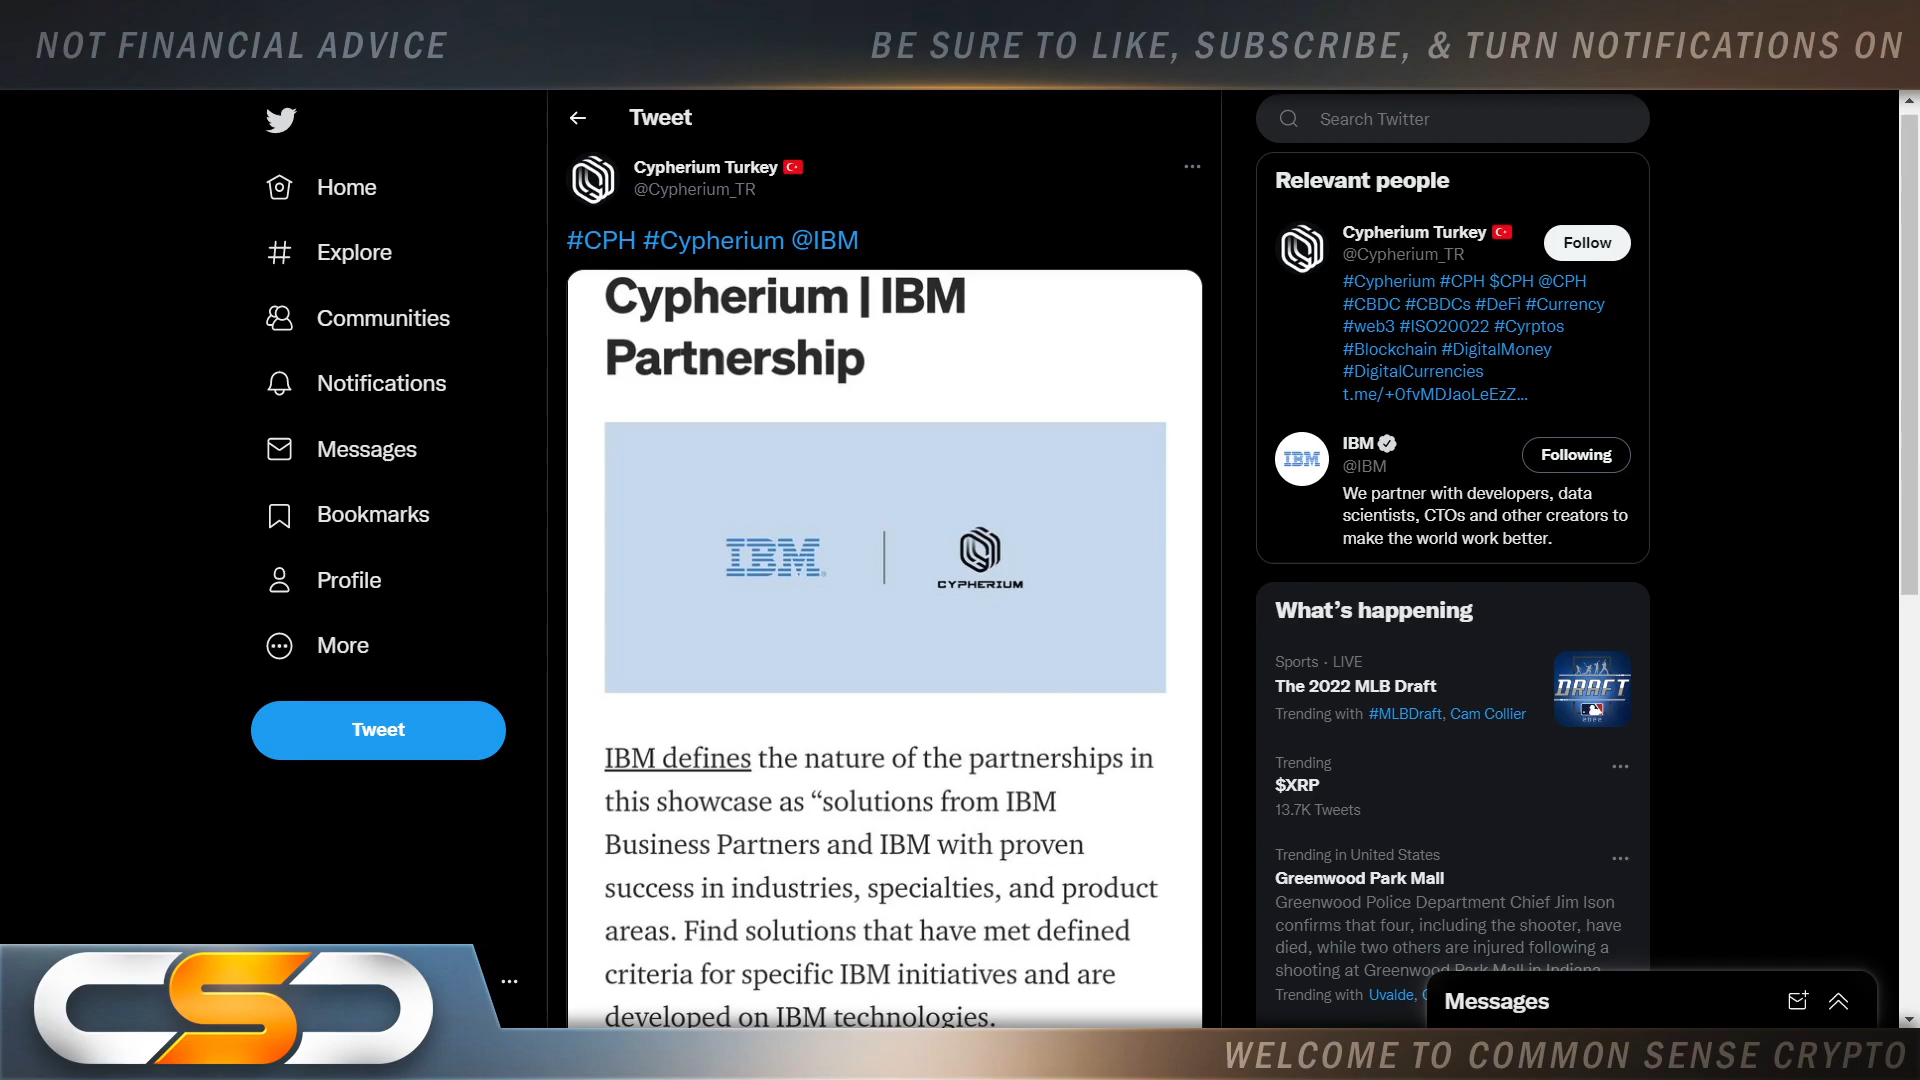 NOT FINANCIAL ADVICE
BE SURE TO LIKE, SUBSCRIBE, & TURN NOTIFICATIONS ON
Home
Explore
Communities
Notifications
Messages
Bookmarks
Profile
More
Tweet
Tweet
Cypherium Turkey
@Cypherium_TR
#CPH #Cypherium @IBM
Cypherium | IBM
Partnership
IBM
CYPHERIUM
IBM defines the nature of the partnerships in
this showcase as “solutions from IBM
Business Partners and IBM with proven
success in industries, specialties, and product
areas. Find solutions that have met defined
criteria for specific IBM initiatives and are
developed on IBM technologies.
Search Twitter
Relevant people
Cypherium Turkey
@Cypherium_TR
Follow
#Cypherium #CPH $CPH @CPH
#CBDC #CBDCs #DeFi #Currency
#web3 #ISO20022 #Cyrptos
#Blockchain #DigitalMoney
#DigitalCurrencies
t.me/+0fvMDJaoLeEzZ...
IBM
IBM
@IBM
Following
We partner with developers, data
scientists, CTOs and other creators to
make the world work better.
What’s happening
Sports · LIVE
The 2022 MLB Draft
Trending with #MLBDraft, Cam Collier
DRAFT
2022
Trending
$XRP
13.7K Tweets
Trending in United States
Greenwood Park Mall
Greenwood Police Department Chief Jim Ison
confirms that four, including the shooter, have
died, while two others are injured following a
shooting at Greenwood Park Mall in Indiana
Trending with Uvalde,
Messages
CSC
WELCOME TO COMMON SENSE CRYPTO